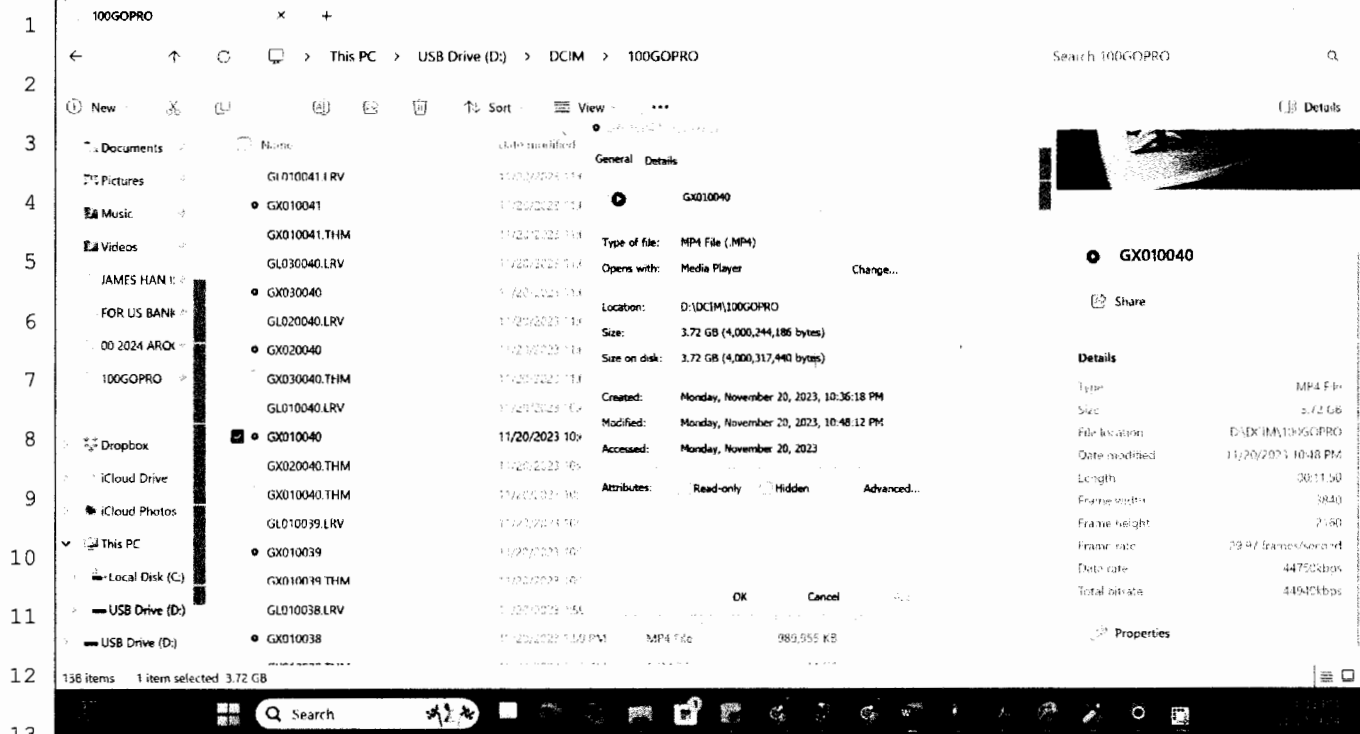 1
100GOPRO × +
This PC > USB Drive (D:) > DCIM > 100GOPRO
Search 100GOPRO
2
New
Sort
View
...
Details
3
Documents
Pictures
4
Music
Videos
5
JAMES HAN
FOR US BANK
6
00 2024
7
100GOPRO
8
Dropbox
iCloud Drive
9
iCloud Photos
This PC
10
Local Disk (C:)
USB Drive (D:)
11
USB Drive (D:)
12
13
Name
date modified
GL010041.LRV
GX010041
GX010041.THM
GL030040.LRV
GX030040
GL020040.LRV
GX020040
GX030040.THM
GL010040.LRV
GX010040 11/20/2023 10:
GX020040.THM
GX010040.THM
GL010039.LRV
GX010039
GX010039.THM
GL010038.LRV
GX010038 MP4 File 989,955 KB
General Details
GX010040
Type of file: MP4 File (.MP4)
Opens with: Media Player Change...
Location: D:\DCIM\100GOPRO
Size: 3.72 GB (4,000,244,186 bytes)
Size on disk: 3.72 GB (4,000,317,440 bytes)
Created: Monday, November 20, 2023, 10:36:18 PM
Modified: Monday, November 20, 2023, 10:48:12 PM
Accessed: Monday, November 20, 2023
Attributes: Read-only Hidden Advanced...
OK Cancel
GX010040
Share
Details
Type MP4 File
Size 3.72 GB
File location D:\DCIM\100GOPRO
Date modified 11/20/2023 10:48 PM
Length 00:11:50
Frame width 3840
Frame height 2160
Frame rate 29.97 frames/second
Data rate 44750kbps
Total bitrate 44940kbps
Properties
138 items 1 item selected 3.72 GB
Search